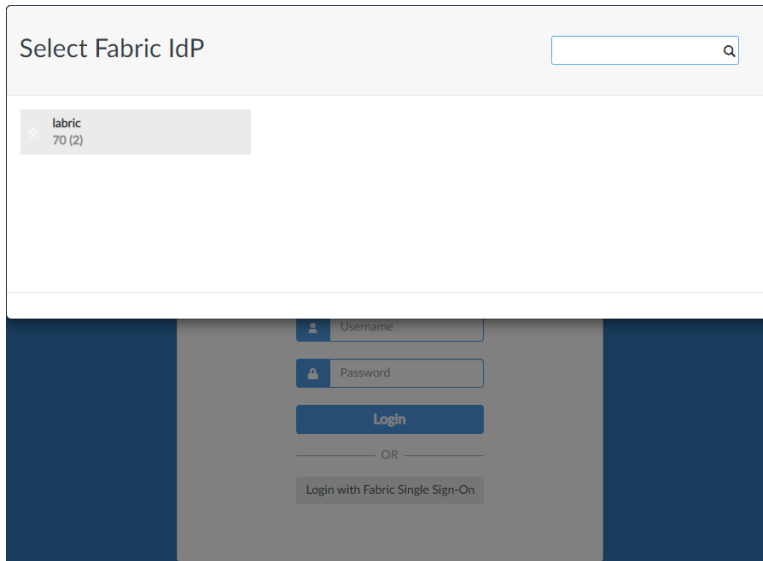 Select Fabric IdP
labric
70 (2)
Username
Password
Login
OR
Login with Fabric Single Sign-On